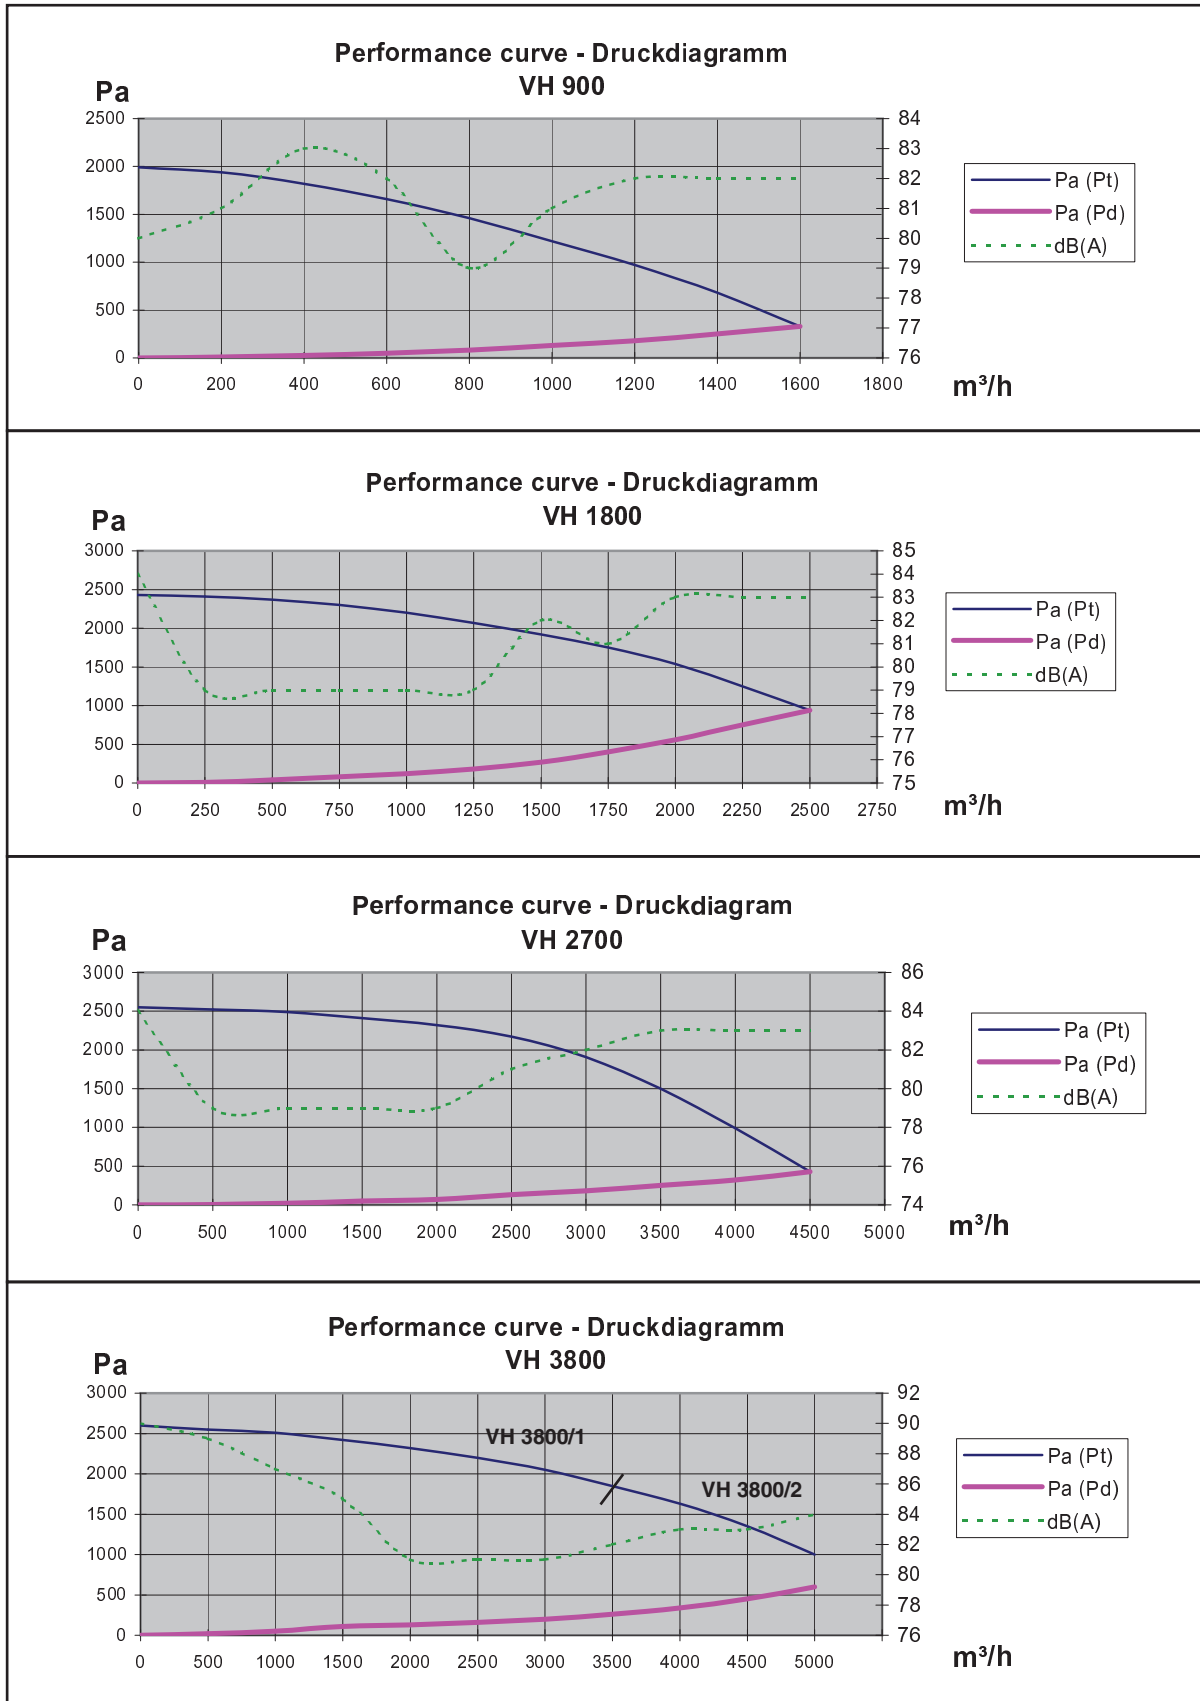 Performance curve - Druckdiagramm
VH 900
Pa
2500
2000
1500
1000
500
0
84
83
82
81
80
79
78
77
76
0 200 400 600 800 1000 1200 1400 1600 1800
m³/h
Pa (Pt)
Pa (Pd)
dB(A)
Performance curve - Druckdiagramm
VH 1800
Pa
3000
2500
2000
1500
1000
500
0
85
84
83
82
81
80
79
78
77
76
75
0 250 500 750 1000 1250 1500 1750 2000 2250 2500 2750
m³/h
Pa (Pt)
Pa (Pd)
dB(A)
Performance curve - Druckdiagram
VH 2700
Pa
3000
2500
2000
1500
1000
500
0
86
84
82
80
78
76
74
0 500 1000 1500 2000 2500 3000 3500 4000 4500 5000
m³/h
Pa (Pt)
Pa (Pd)
dB(A)
Performance curve - Druckdiagramm
VH 3800
Pa
3000
2500
2000
1500
1000
500
0
VH 3800/1
VH 3800/2
92
90
88
86
84
82
80
78
76
0 500 1000 1500 2000 2500 3000 3500 4000 4500 5000
m³/h
Pa (Pt)
Pa (Pd)
dB(A)